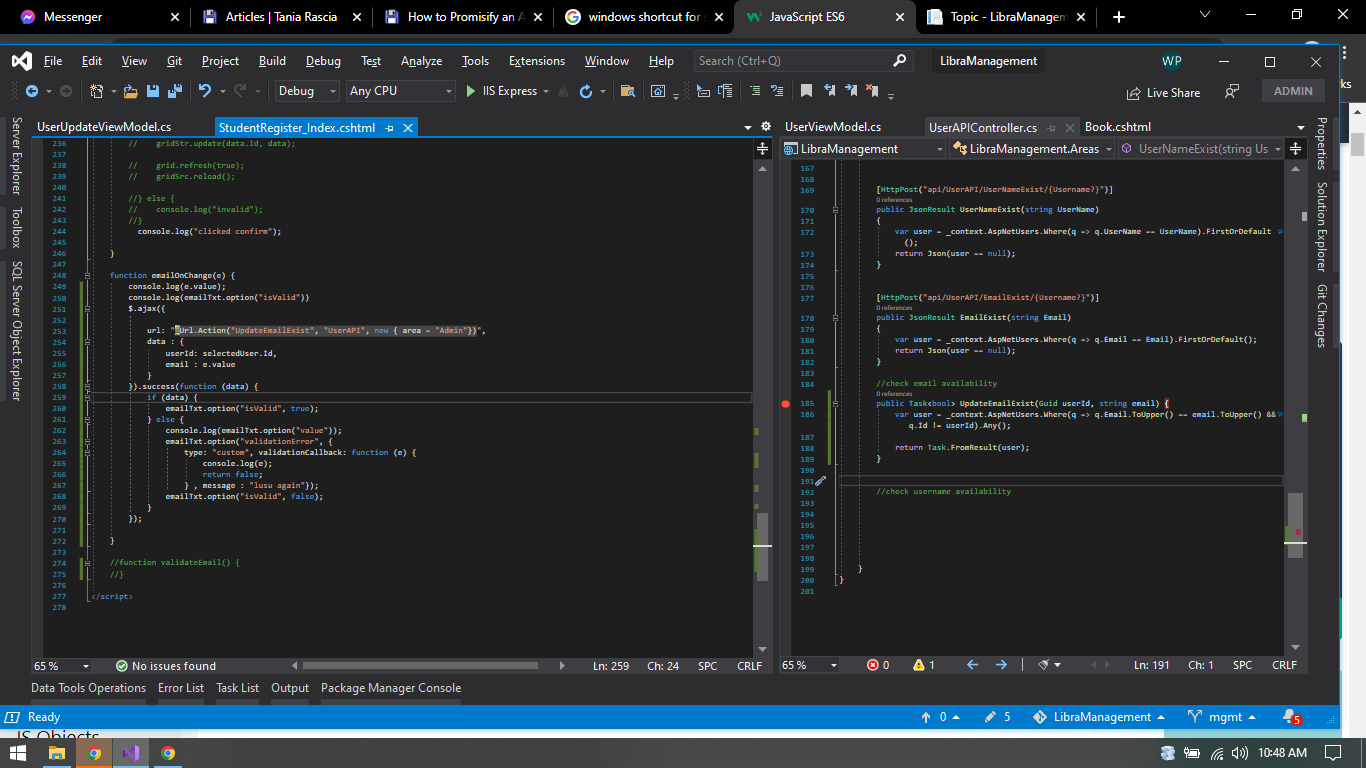 Messenger
Articles | Tania Rascia
How to Promisify an A
windows shortcut for s
JavaScript ES6
Topic - LibraManagem
File Edit View Git Project Build Debug Test Analyze Tools Extensions Window Help
Search (Ctrl+Q)
LibraManagement
WP
Debug
Any CPU
IIS Express
Live Share
ADMIN
Server Explorer
Toolbox
SQL Server Object Explorer
UserUpdateViewModel.cs
StudentRegister_Index.cshtml
236 // gridStr.update(data.Id, data);
237
238 // grid.refresh(true);
239 // gridSrc.reload();
240
241 //} else {
242 // console.log("invalid");
243 //}
244 console.log("clicked confirm");
245
246 }
247
248 function emailOnChange(e) {
249 console.log(e.value);
250 console.log(emailTxt.option("isValid"))
251 $.ajax({
252
253 url: "@Url.Action("UpdateEmailExist", "UserAPI", new { area = "Admin"})",
254 data : {
255 userId: selectedUser.Id,
256 email : e.value
257 }
258 }).success(function (data) {
259 if (data) {
260 emailTxt.option("isValid", true);
261 } else {
262 console.log(emailTxt.option("value"));
263 emailTxt.option("validationError", {
264 type: "custom", validationCallback: function (e) {
265 console.log(e);
266 return false;
267 } , message : "lusu again"});
268 emailTxt.option("isValid", false);
269 }
270 });
271
272 }
273
274 //function validateEmail() {
275 //}
276
277 </script>
278
65 %
No issues found
Ln: 259 Ch: 24 SPC CRLF
UserViewModel.cs
UserAPIController.cs
Book.cshtml
LibraManagement
LibraManagement.Areas
UserNameExist(string Us
167
168
169 [HttpPost("api/UserAPI/UserNameExist/{Username?}")]
0 references
170 public JsonResult UserNameExist(string UserName)
171 {
172 var user = _context.AspNetUsers.Where(q => q.UserName == UserName).FirstOrDefault
();
173 return Json(user == null);
174 }
175
176
177 [HttpPost("api/UserAPI/EmailExist/{Username?}")]
0 references
178 public JsonResult EmailExist(string Email)
179 {
180 var user = _context.AspNetUsers.Where(q => q.Email == Email).FirstOrDefault();
181 return Json(user == null);
182 }
183
184 //check email availability
0 references
185 public Task<bool> UpdateEmailExist(Guid userId, string email) {
186 var user = _context.AspNetUsers.Where(q => q.Email.ToUpper() == email.ToUpper() &&
q.Id != userId).Any();
187
188 return Task.FromResult(user);
189 }
190
191
192 //check username availability
193
194
195
196
197
198
199 }
200 }
201
65 %
0
1
Ln: 191 Ch: 1 SPC CRLF
Properties
Solution Explorer
Git Changes
ks
Data Tools Operations Error List Task List Output Package Manager Console
Ready
0
5
LibraManagement
mgmt
5
JS Objects
10:48 AM